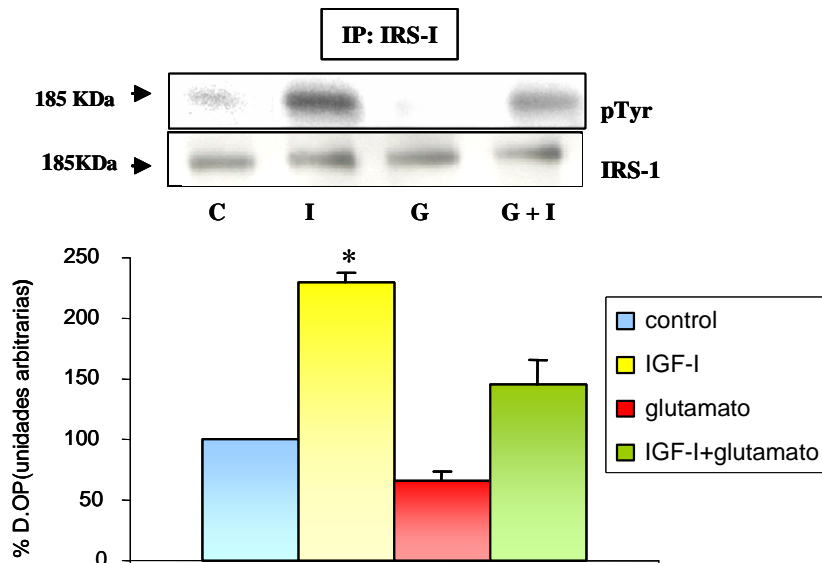 IP: IRS-I
185 KDa
pTyr
185KDa
IRS-1
C I G G + I
% D.OP(unidades arbitrarias)
250
200
150
100
50
0
*
control
IGF-I
glutamato
IGF-I+glutamato